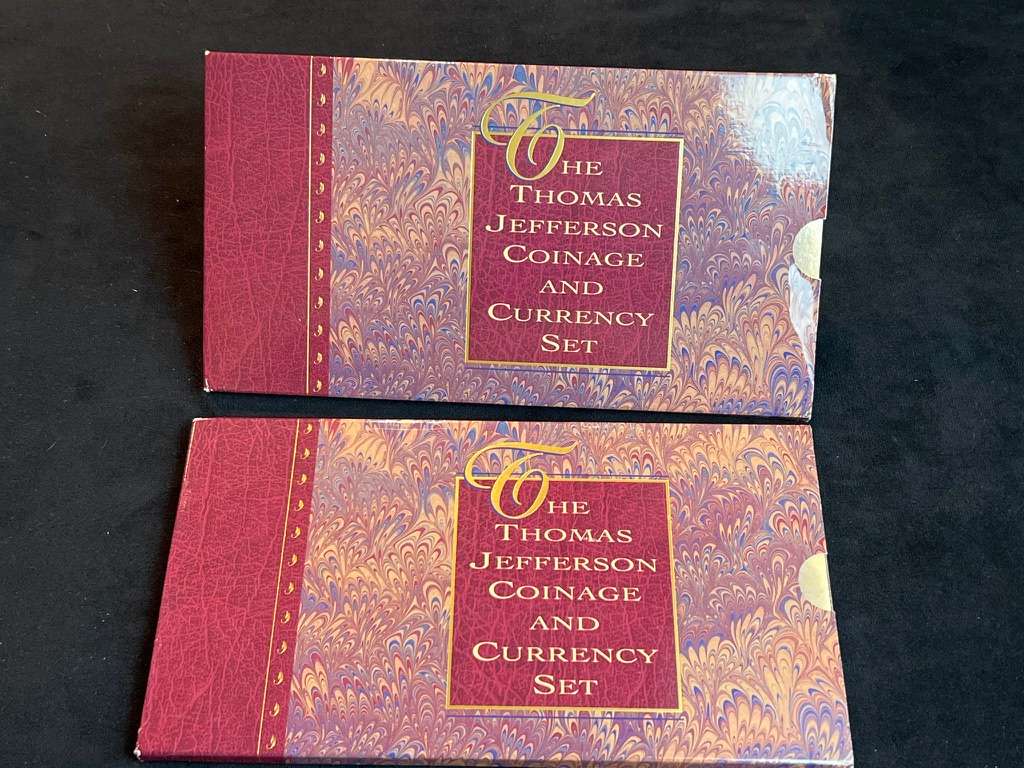 The
Thomas
Jefferson
Coinage
and
Currency
Set
The
Thomas
Jefferson
Coinage
and
Currency
Set